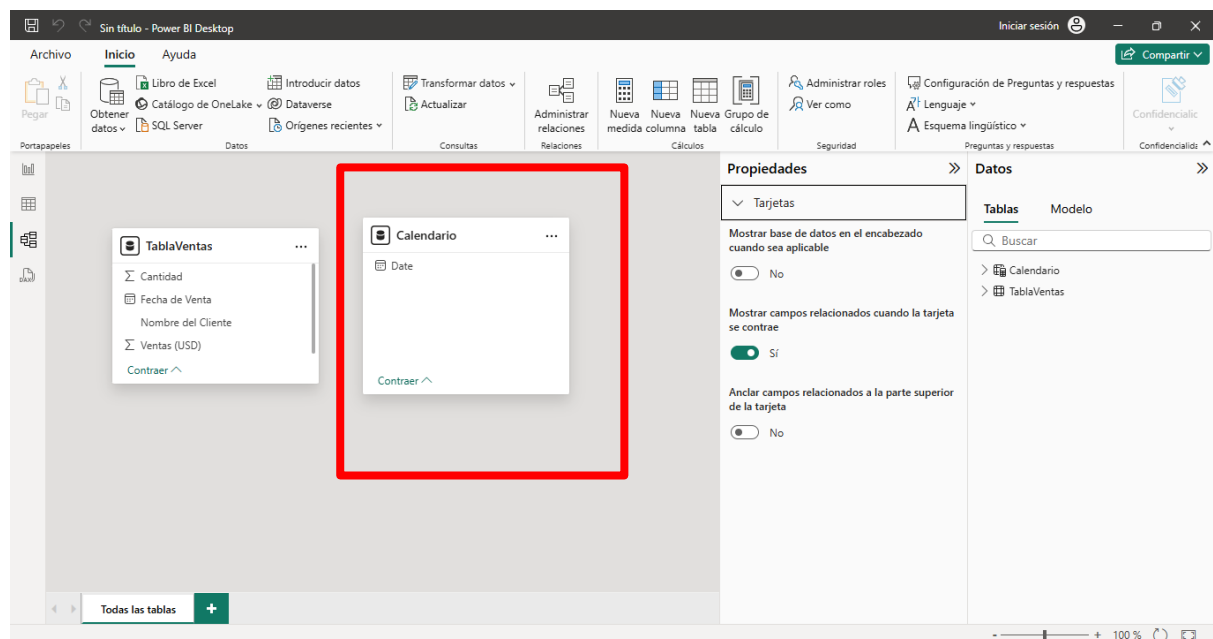 Sin título - Power BI Desktop
Iniciar sesión
Archivo
Inicio
Ayuda
Compartir
Pegar
Obtener
datos
Libro de Excel
Catálogo de OneLake
SQL Server
Introducir datos
Dataverse
Orígenes recientes
Transformar datos
Actualizar
Administrar
relaciones
Nueva
medida
Nueva
columna
Nueva
tabla
Grupo de
cálculo
Administrar roles
Ver como
Configuración de Preguntas y respuestas
Lenguaje
Esquema lingüístico
Confidencialic
Portapapeles
Datos
Consultas
Relaciones
Cálculos
Seguridad
Preguntas y respuestas
Confidencialida
TablaVentas
Cantidad
Fecha de Venta
Nombre del Cliente
Ventas (USD)
Contraer
Calendario
Date
Contraer
Propiedades
Tarjetas
Mostrar base de datos en el encabezado
cuando sea aplicable
No
Mostrar campos relacionados cuando la tarjeta
se contrae
Sí
Anclar campos relacionados a la parte superior
de la tarjeta
No
Datos
Tablas
Modelo
Buscar
Calendario
TablaVentas
Todas las tablas
+
- + 100 %